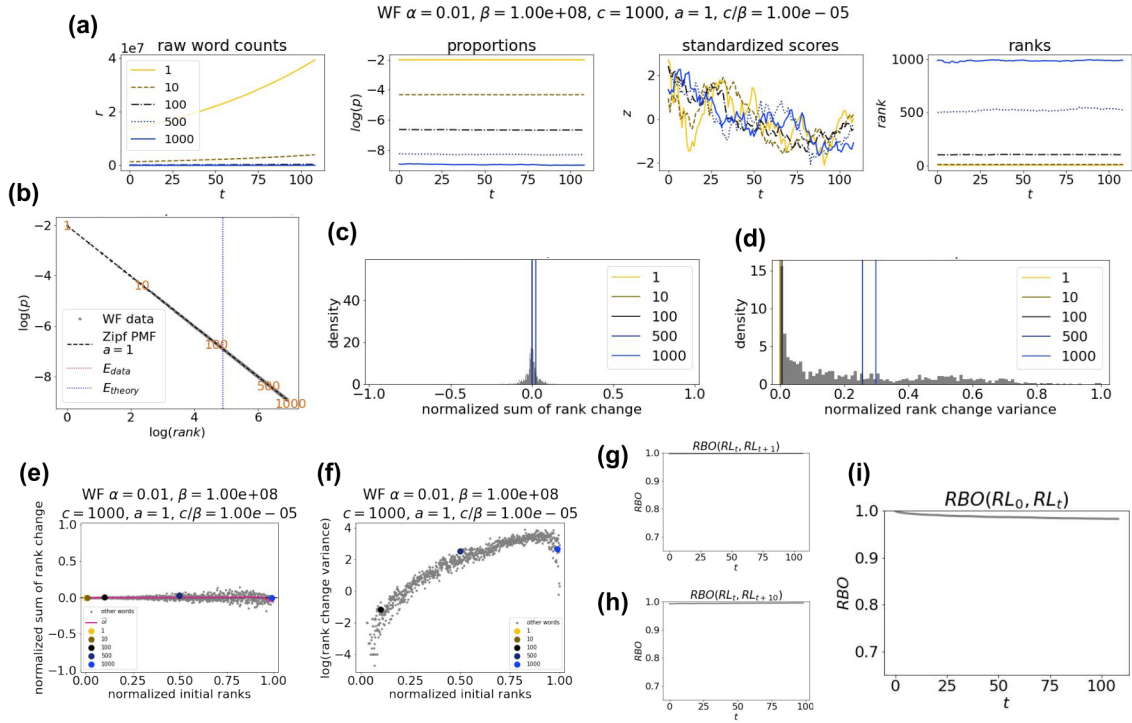 WF α = 0.01, β = 1.00e+08, c = 1000, a = 1, c/β = 1.00e − 05
(a)
raw word counts
proportions
standardized scores
ranks
1e7
4
2
0
r
1
10
100
500
1000
0 25 50 75 100
t
−2
−4
−6
−8
log(p)
0 25 50 75 100
t
2
0
−2
z
0 25 50 75 100
t
1000
500
0
rank
0 25 50 75 100
t
(b)
−2
−4
−6
−8
log(p)
1
10
100
500
1000
WF data
Zipf PMF
a = 1
E_data
E_theory
0 2 4 6
log(rank)
(c)
40
20
0
density
1
10
100
500
1000
−1.0 −0.5 0.0 0.5 1.0
normalized sum of rank change
(d)
15
10
5
0
density
1
10
100
500
1000
0.0 0.2 0.4 0.6 0.8 1.0
normalized rank change variance
(e)
WF α = 0.01, β = 1.00e+08
c = 1000, a = 1, c/β = 1.00e − 05
1.0
0.5
0.0
−0.5
−1.0
normalized sum of rank change
other words
1
10
100
500
1000
0.00 0.25 0.50 0.75 1.00
normalized initial ranks
(f)
WF α = 0.01, β = 1.00e+08
c = 1000, a = 1, c/β = 1.00e − 05
4
2
0
−2
−4
log(rank change variance)
other words
1
10
100
500
1000
0.00 0.25 0.50 0.75 1.00
normalized initial ranks
(g)
RBO(RL_t, RL_{t+1})
1.0
0.9
0.8
0.7
RBO
0 25 50 75 100
t
(h)
RBO(RL_t, RL_{t+10})
1.0
0.9
0.8
0.7
RBO
0 25 50 75 100
t
(i)
RBO(RL_0, RL_t)
1.0
0.9
0.8
0.7
RBO
0 25 50 75 100
t